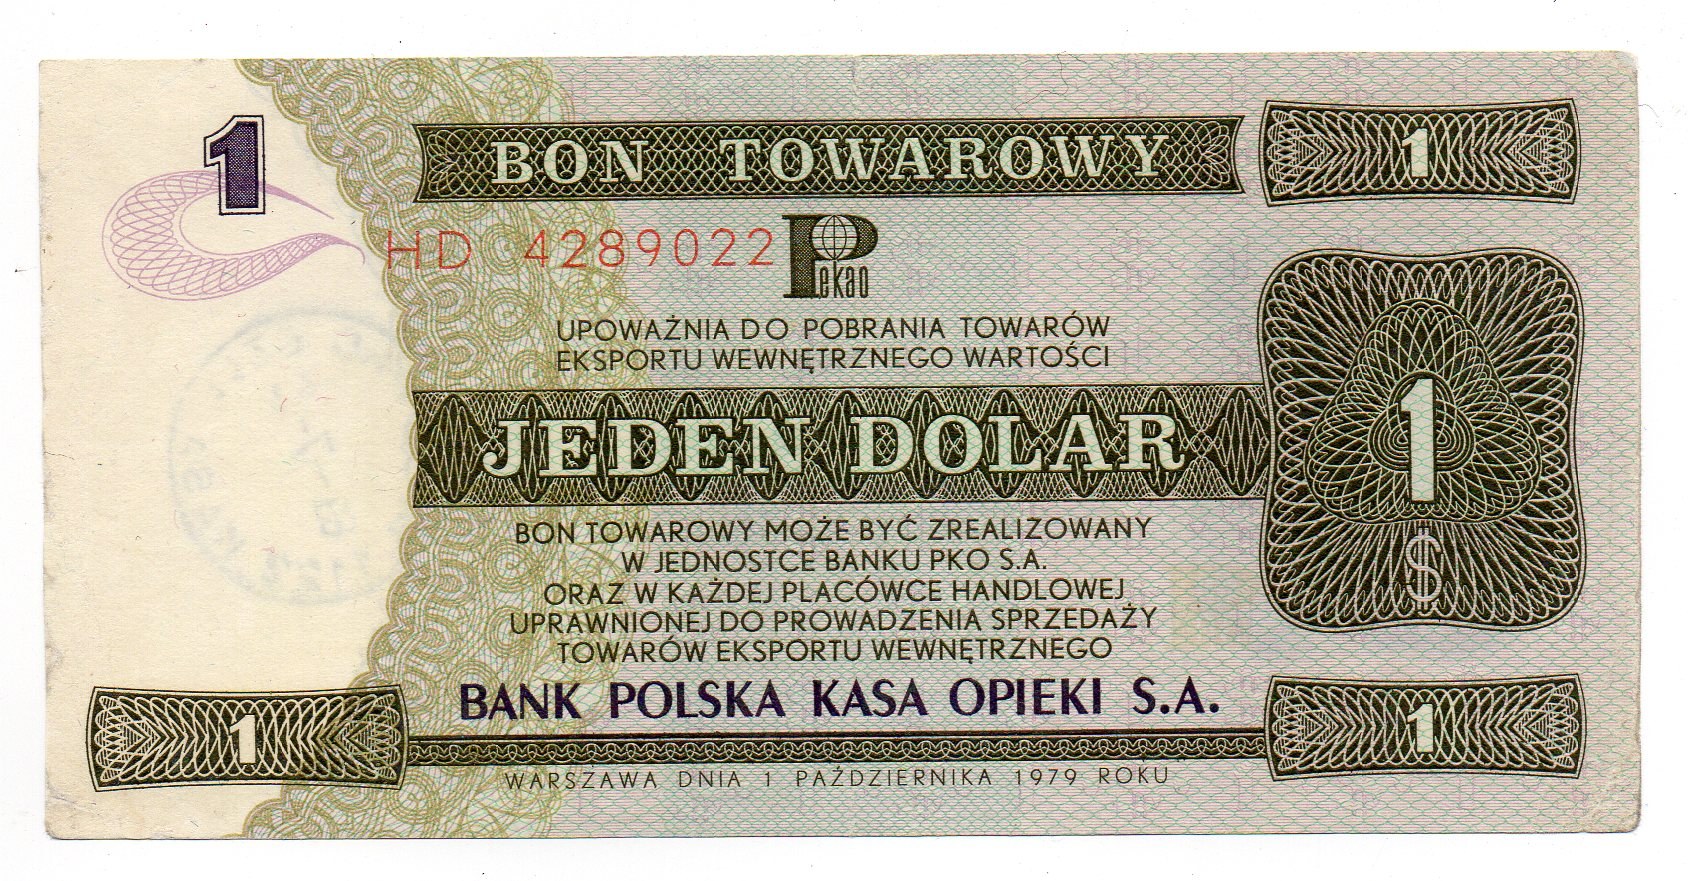 1
BON TOWAROWY
1
HD 4289022
Pekao
UPOWAŻNIA DO POBRANIA TOWARÓW
EKSPORTU WEWNĘTRZNEGO WARTOŚCI
JEDEN DOLAR
1
$
BON TOWAROWY MOŻE BYĆ ZREALIZOWANY
W JEDNOSTCE BANKU PKO S.A.
ORAZ W KAŻDEJ PLACÓWCE HANDLOWEJ
UPRAWNIONEJ DO PROWADZENIA SPRZEDAŻY
TOWARÓW EKSPORTU WEWNĘTRZNEGO
BANK POLSKA KASA OPIEKI S.A.
1
1
WARSZAWA DNIA 1 PAŹDZIERNIKA 1979 ROKU